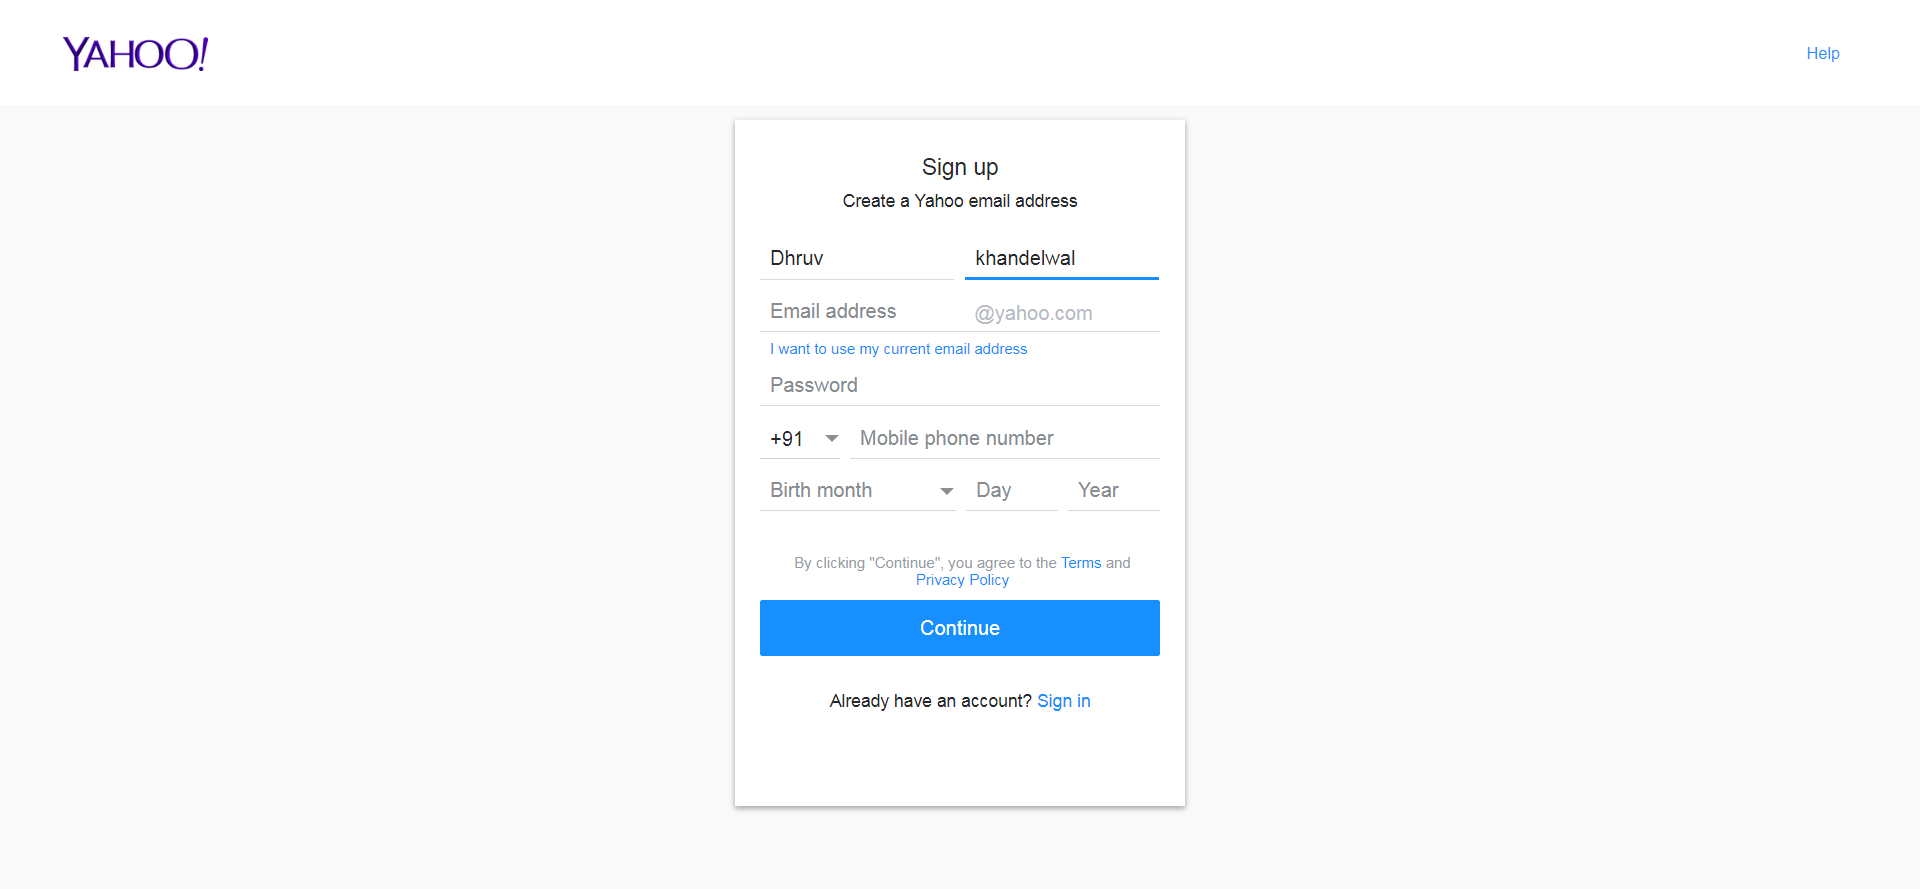 YAHOO!
Help
Sign up
Create a Yahoo email address
Dhruv khandelwal
Email address @yahoo.com
I want to use my current email address
Password
+91 Mobile phone number
Birth month Day Year
By clicking "Continue", you agree to the Terms and
Privacy Policy
Continue
Already have an account? Sign in